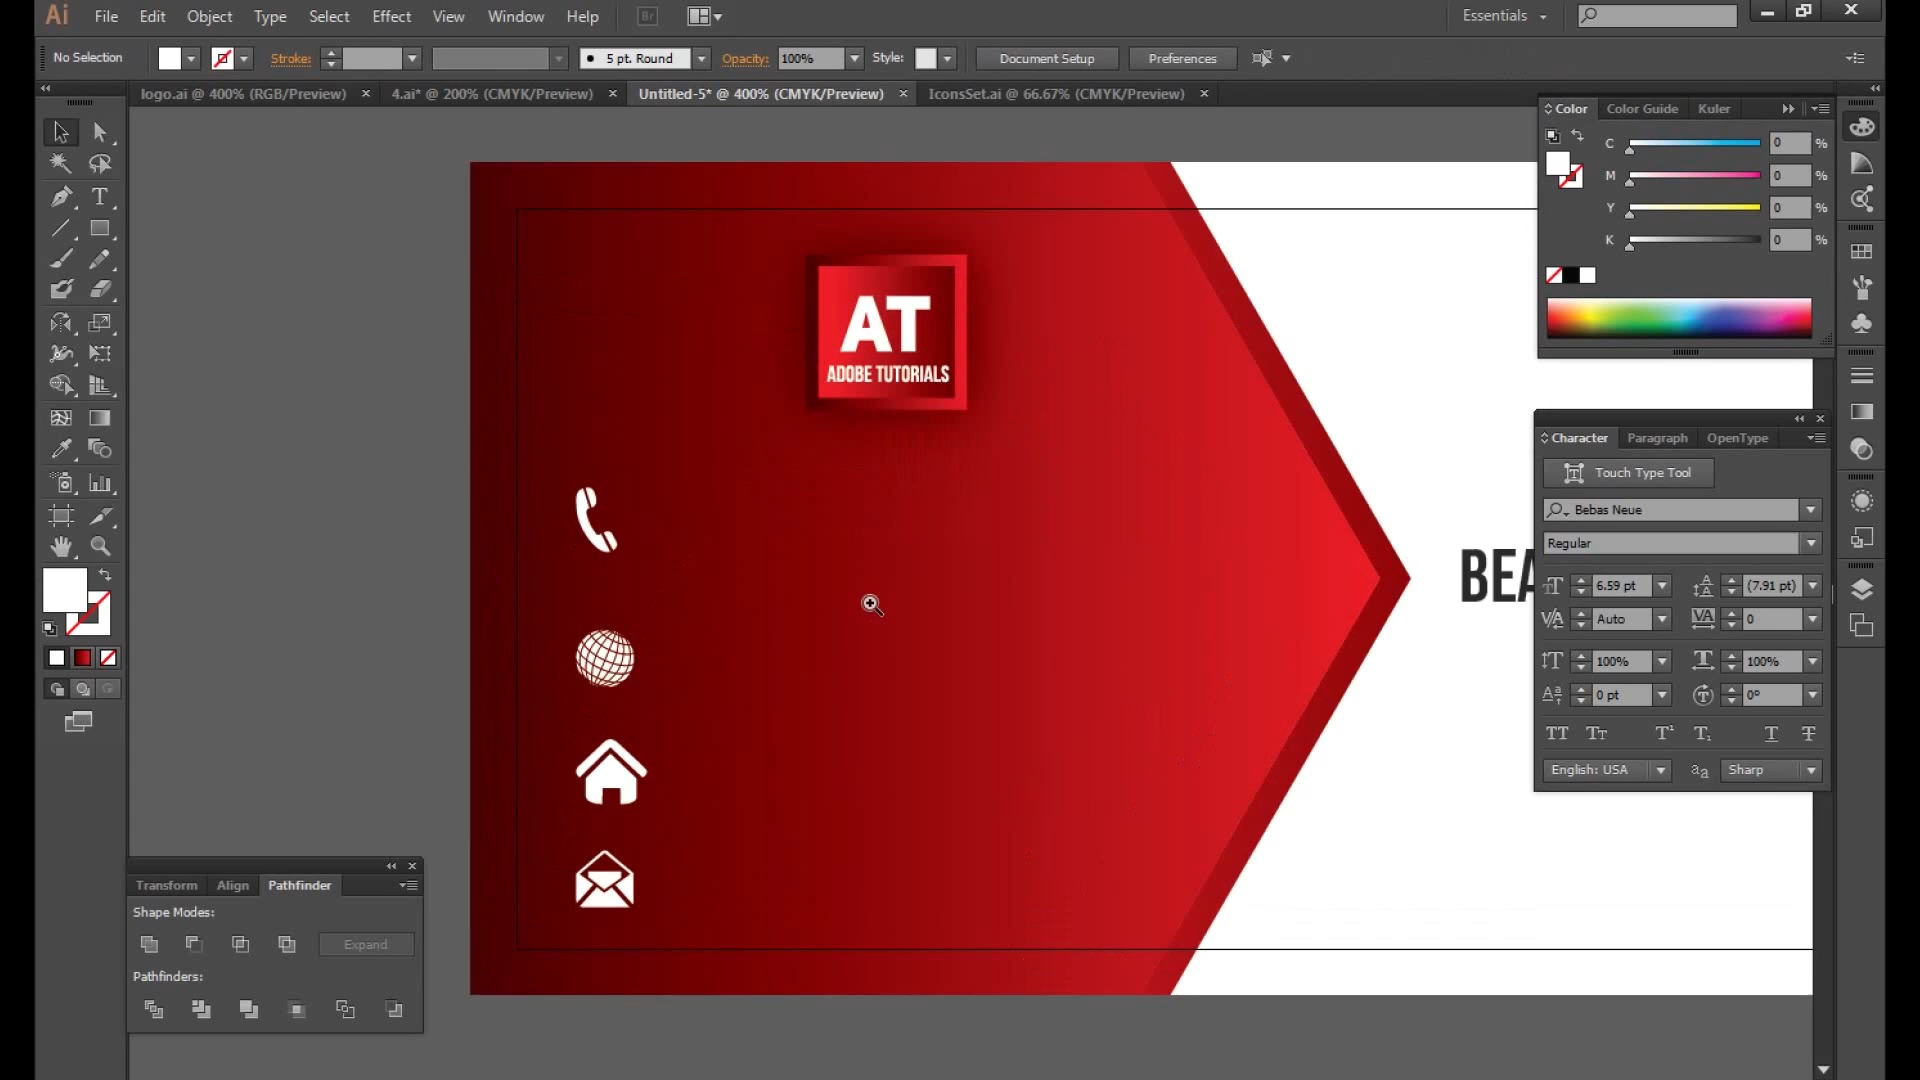 Ai File Edit Object Type Select Effect View Window Help Br Essentials
No Selection Stroke: 5 pt. Round Opacity: 100% Style: Document Setup Preferences
logo.ai @ 400% (RGB/Preview) × 4.ai* @ 200% (CMYK/Preview) × Untitled-5* @ 400% (CMYK/Preview) × IconsSet.ai @ 66.67% (CMYK/Preview) ×
Color Color Guide Kuler
C 0 %
M 0 %
Y 0 %
K 0 %
AT
ADOBE TUTORIALS
BEA
Character Paragraph OpenType
Touch Type Tool
Bebas Neue
Regular
6.59 pt (7.91 pt)
Auto 0
100% 100%
0 pt 0°
English: USA Sharp
Transform Align Pathfinder
Shape Modes:
Expand
Pathfinders: